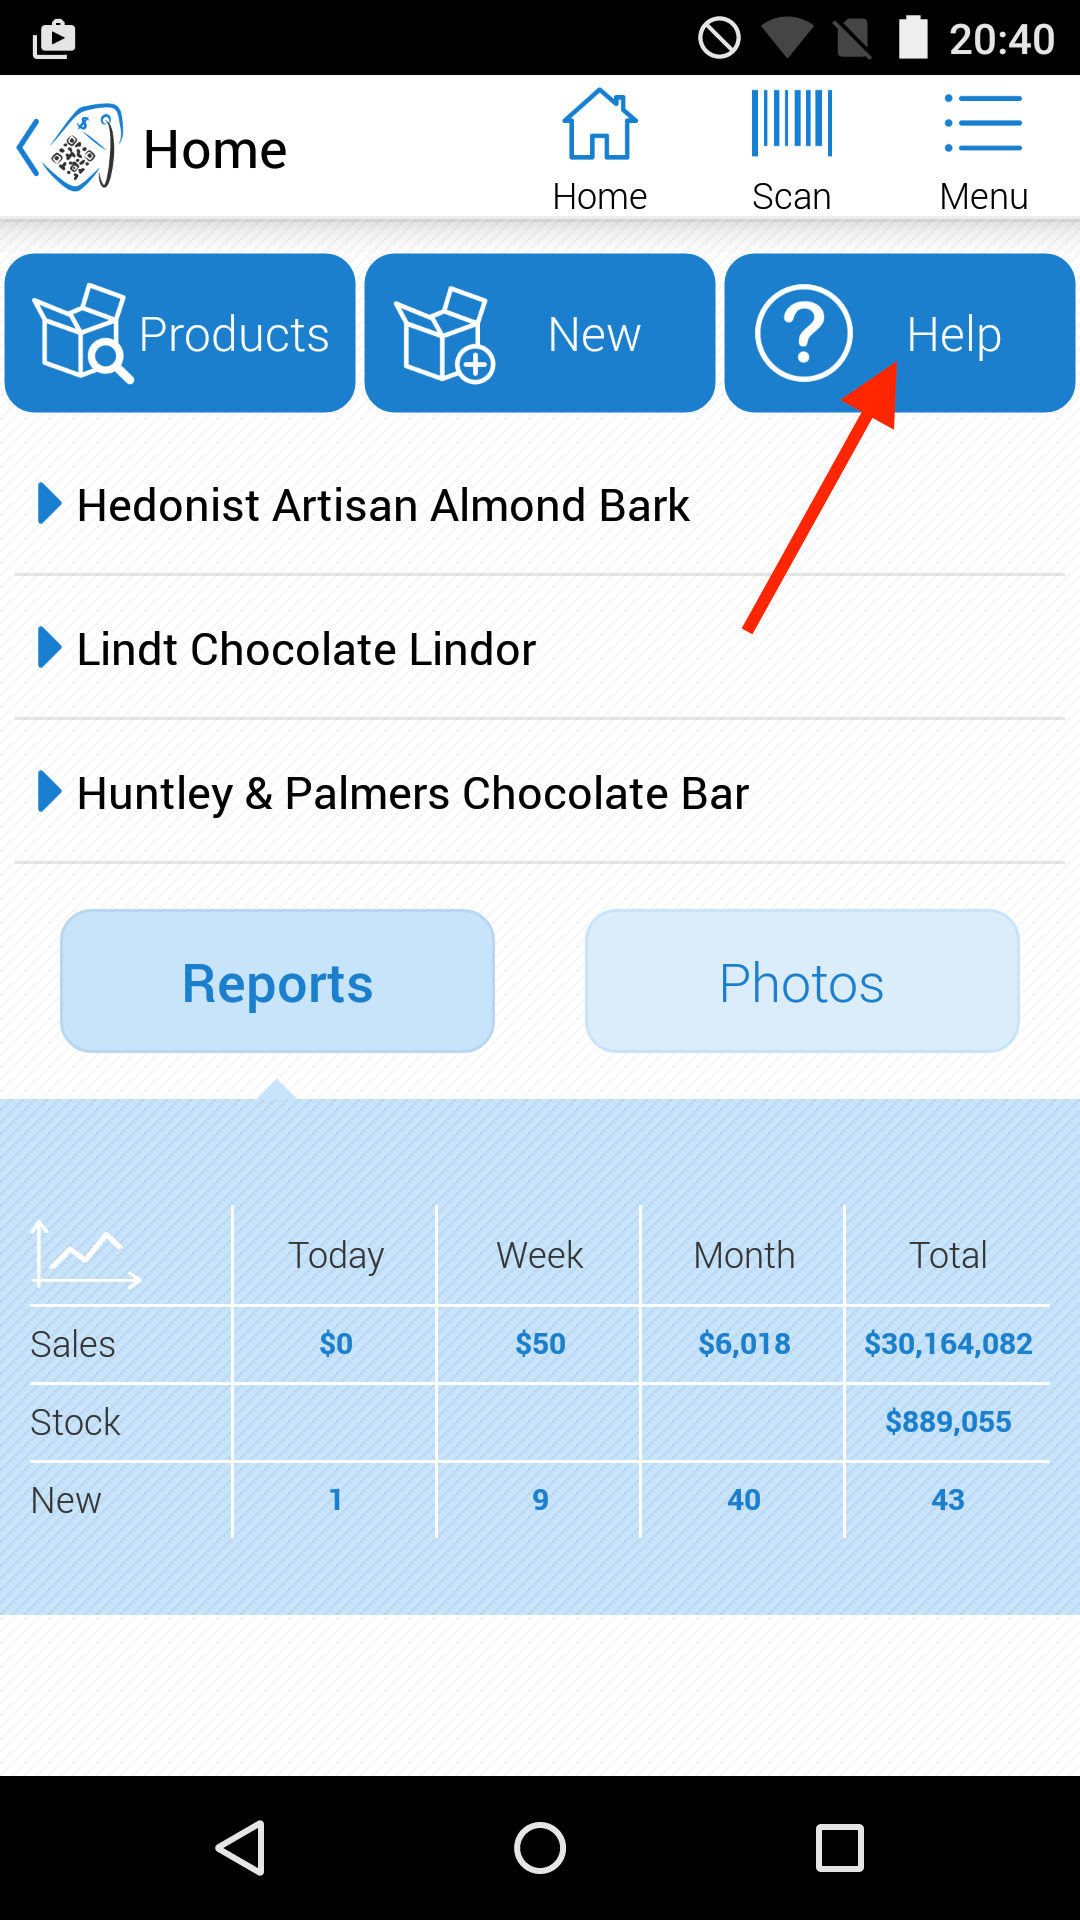 20:40
Home
Home Scan Menu
Products New Help
Hedonist Artisan Almond Bark
Lindt Chocolate Lindor
Huntley & Palmers Chocolate Bar
Reports Photos
Today Week Month Total
Sales $0 $50 $6,018 $30,164,082
Stock $889,055
New 1 9 40 43